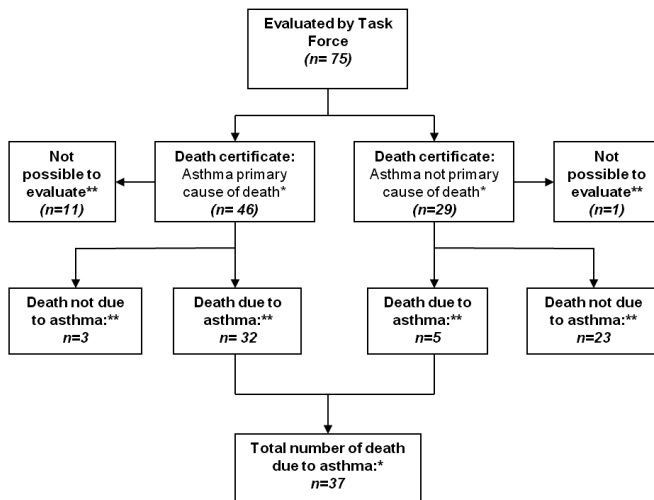 Evaluated by Task
Force
(n= 75)
Not
possible to
evaluate**
(n=11)
Death certificate:
Asthma primary
cause of death*
(n= 46)
Death certificate:
Asthma not primary
cause of death*
(n=29)
Not
possible to
evaluate**
(n=1)
Death not due
to asthma:**
n=3
Death due to
asthma:**
n= 32
Death due to
asthma:**
n=5
Death not due
to asthma:**
n=23
Total number of death
due to asthma:*
n=37